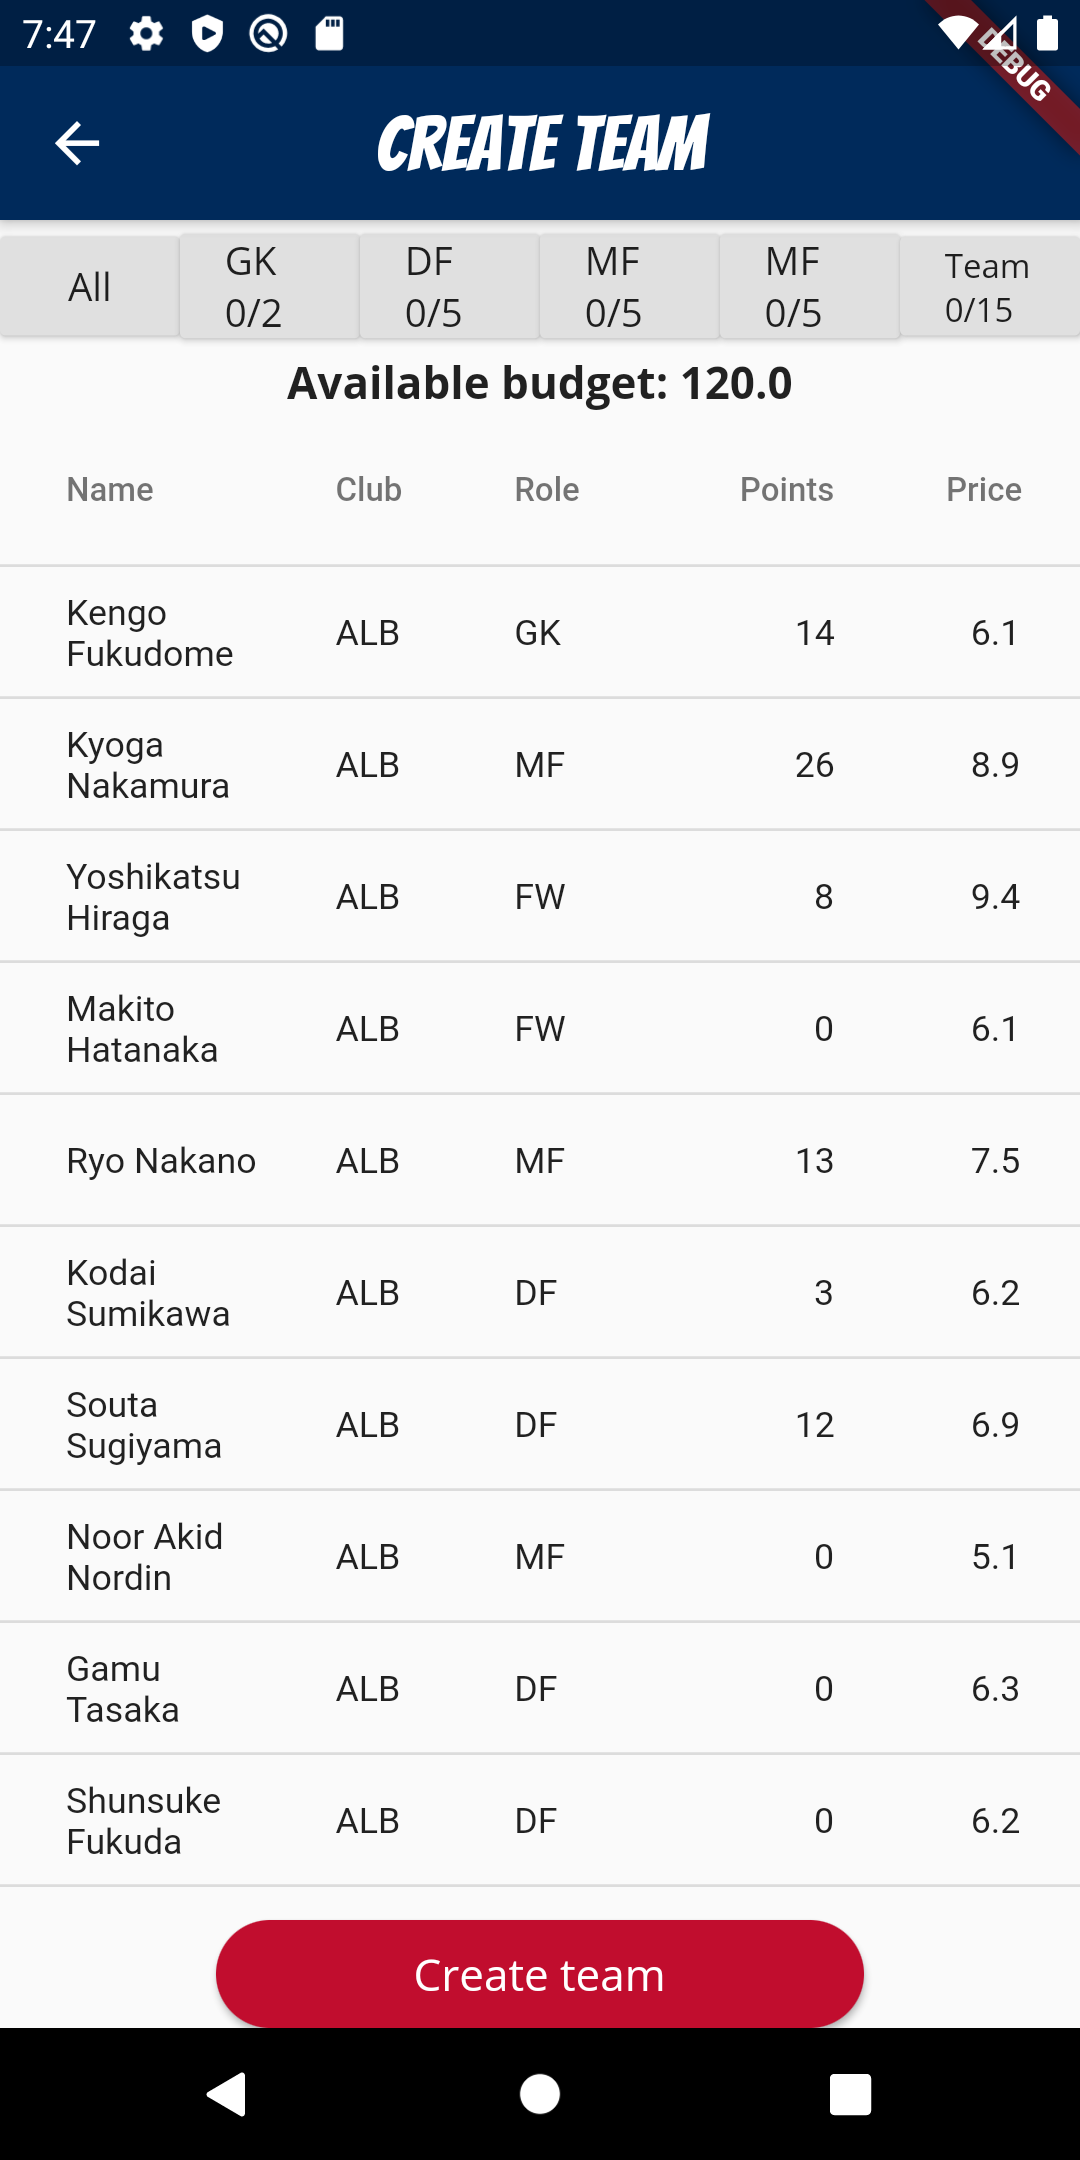 7:47
DEBUG
CREATE TEAM
All
GK
0/2
DF
0/5
MF
0/5
MF
0/5
Team
0/15
Available budget: 120.0
Name Club Role Points Price
Kengo
Fukudome ALB GK 14 6.1
Kyoga
Nakamura ALB MF 26 8.9
Yoshikatsu
Hiraga ALB FW 8 9.4
Makito
Hatanaka ALB FW 0 6.1
Ryo Nakano ALB MF 13 7.5
Kodai
Sumikawa ALB DF 3 6.2
Souta
Sugiyama ALB DF 12 6.9
Noor Akid
Nordin ALB MF 0 5.1
Gamu
Tasaka ALB DF 0 6.3
Shunsuke
Fukuda ALB DF 0 6.2
Create team